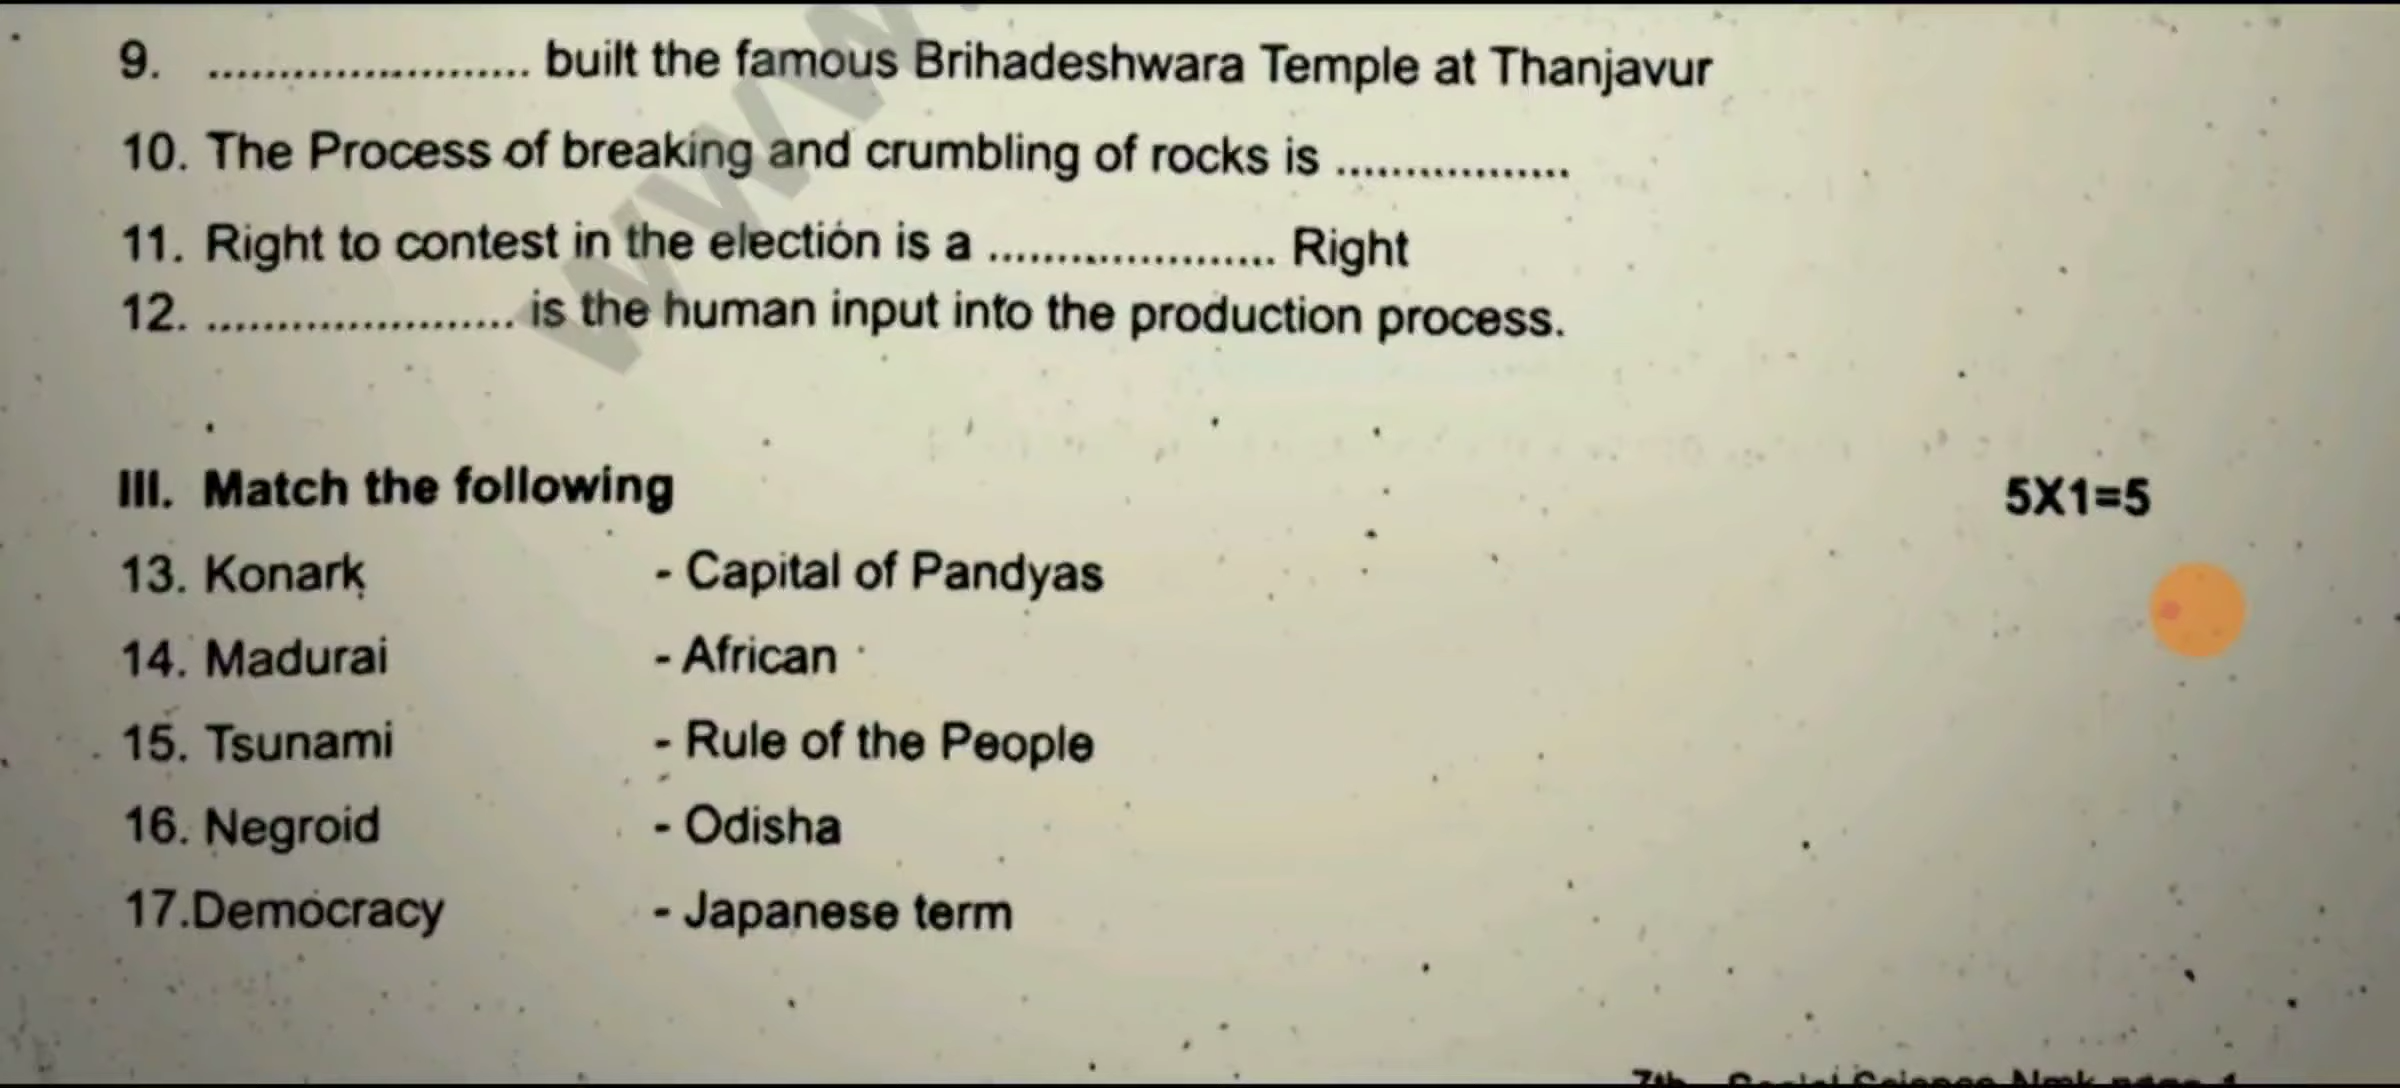 9. ....................... built the famous Brihadeshwara Temple at Thanjavur
10. The Process of breaking and crumbling of rocks is .................
11. Right to contest in the election is a ..................... Right
12. ...................... is the human input into the production process.
III. Match the following 5X1=5
13. Konark - Capital of Pandyas
14. Madurai - African
15. Tsunami - Rule of the People
16. Negroid - Odisha
17.Democracy - Japanese term